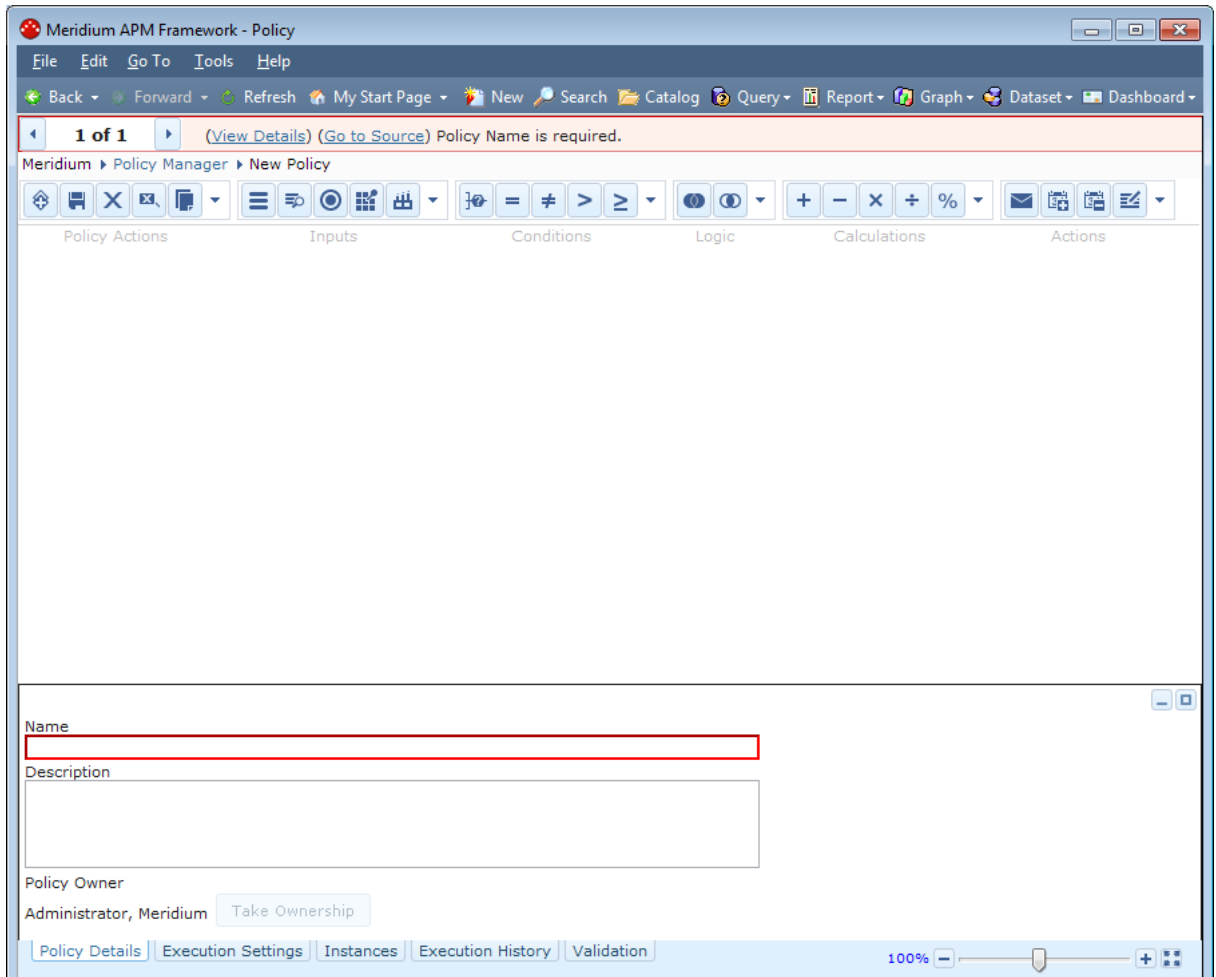 Meridium APM Framework - Policy
File Edit Go To Tools Help
Back Forward Refresh My Start Page New Search Catalog Query Report Graph Dataset Dashboard
1 of 1 (View Details) (Go to Source) Policy Name is required.
Meridium Policy Manager New Policy
Policy Actions Inputs Conditions Logic Calculations Actions
Name
Description
Policy Owner
Administrator, Meridium Take Ownership
Policy Details Execution Settings Instances Execution History Validation 100%